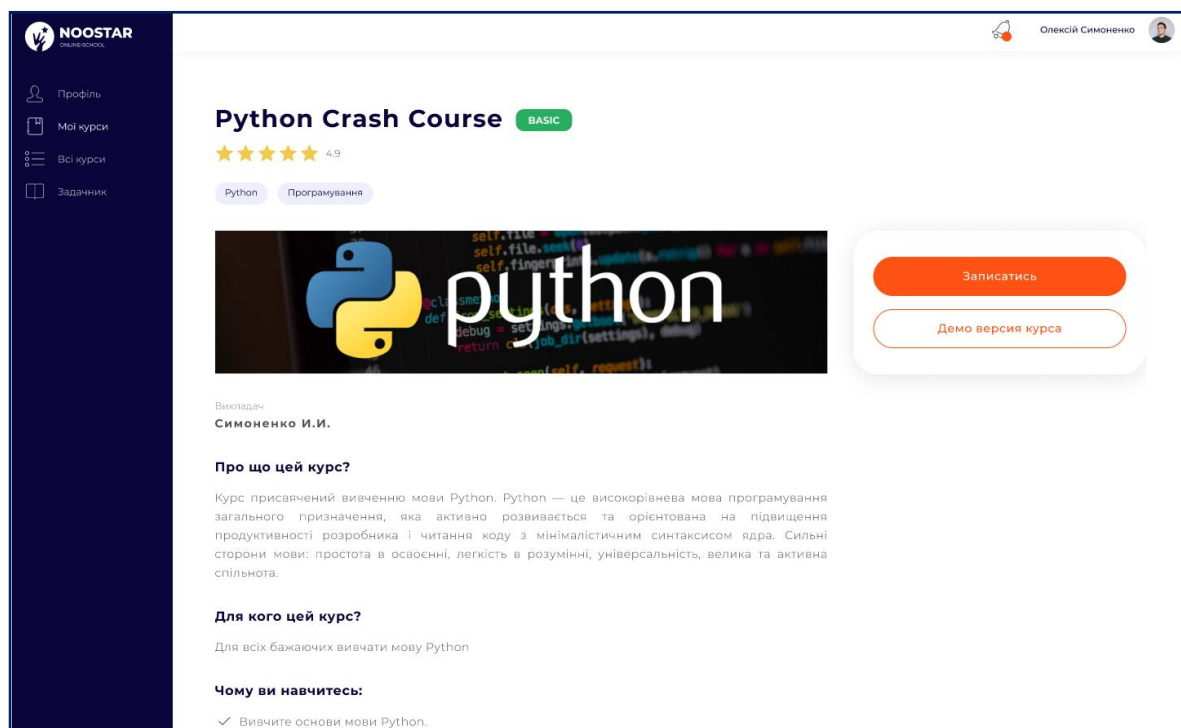 NOOSTAR
ONLINE-SCHOOL
Олексій Симоненко
Профіль
Мої курси
Всі курси
Задачник
Python Crash Course BASIC
4.9
Python Програмування
python
Записатись
Демо версия курса
Викладач
Симоненко И.И.
Про що цей курс?
Курс присвячений вивченню мови Python. Python — це високорівнева мова програмування
загального призначення, яка активно розвивається та орієнтована на підвищення
продуктивності розробника і читання коду з мінімалістичним синтаксисом ядра. Сильні
сторони мови: простота в освоєнні, легкість в розумінні, універсальність, велика та активна
спільнота.
Для кого цей курс?
Для всіх бажаючих вивчати мову Python
Чому ви навчитесь:
Вивчите основи мови Python.